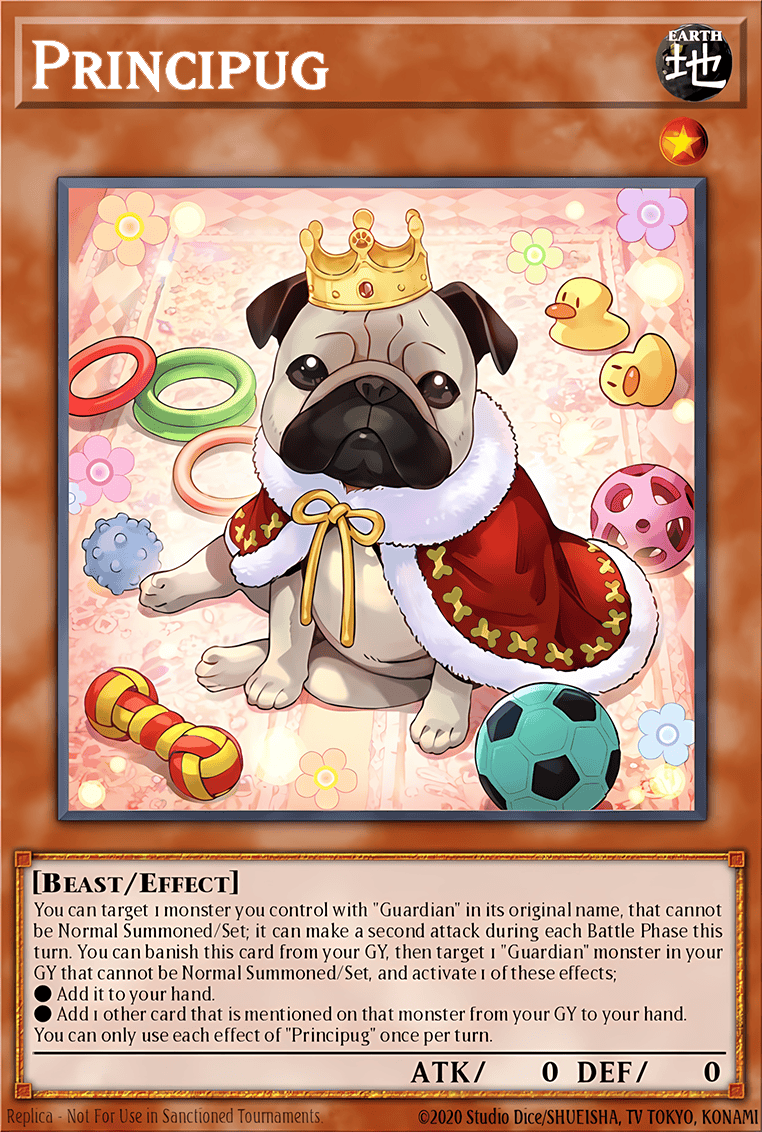 Principug
EARTH
地
[Beast/Effect]
You can target 1 monster you control with "Guardian" in its original name, that cannot
be Normal Summoned/Set; it can make a second attack during each Battle Phase this
turn. You can banish this card from your GY, then target 1 "Guardian" monster in your
GY that cannot be Normal Summoned/Set, and activate 1 of these effects;
● Add it to your hand.
● Add 1 other card that is mentioned on that monster from your GY to your hand.
You can only use each effect of "Principug" once per turn.
ATK/ 0 DEF/ 0
Replica - Not For Use in Sanctioned Tournaments. ©2020 Studio Dice/SHUEISHA, TV TOKYO, KONAMI